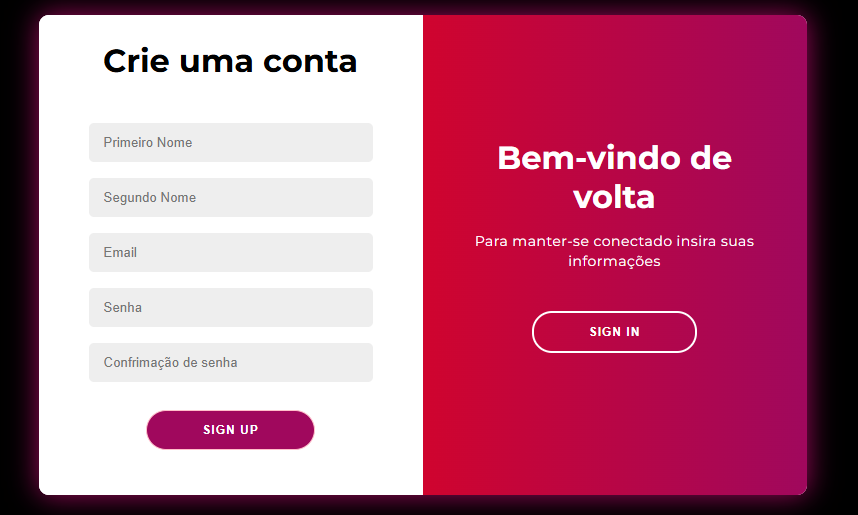 Crie uma conta
Primeiro Nome
Segundo Nome
Email
Senha
Confrimação de senha
SIGN UP
Bem-vindo de
volta
Para manter-se conectado insira suas
informações
SIGN IN